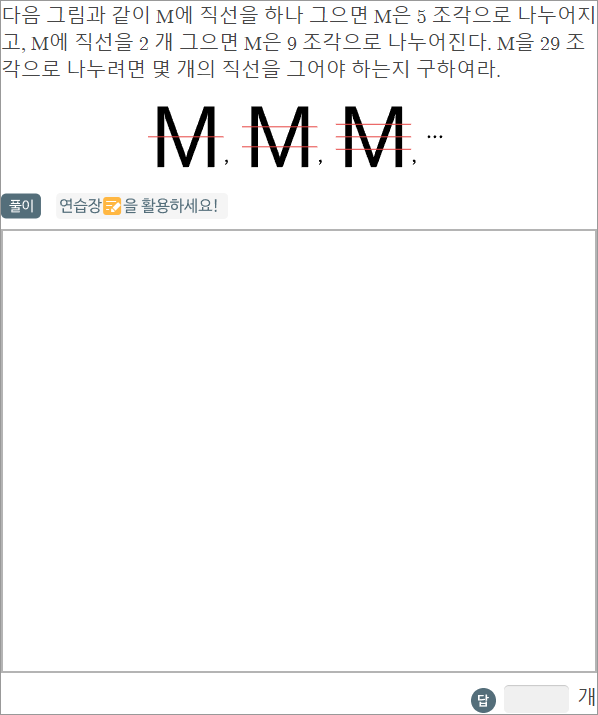 다음 그림과 같이 M에 직선을 하나 그으면 M은 5 조각으로 나누어지
고, M에 직선을 2 개 그으면 M은 9 조각으로 나누어진다. M을 29 조
각으로 나누려면 몇 개의 직선을 그어야 하는지 구하여라.
M, M, M, ⋯
풀이 연습장📝을 활용하세요!
답 개